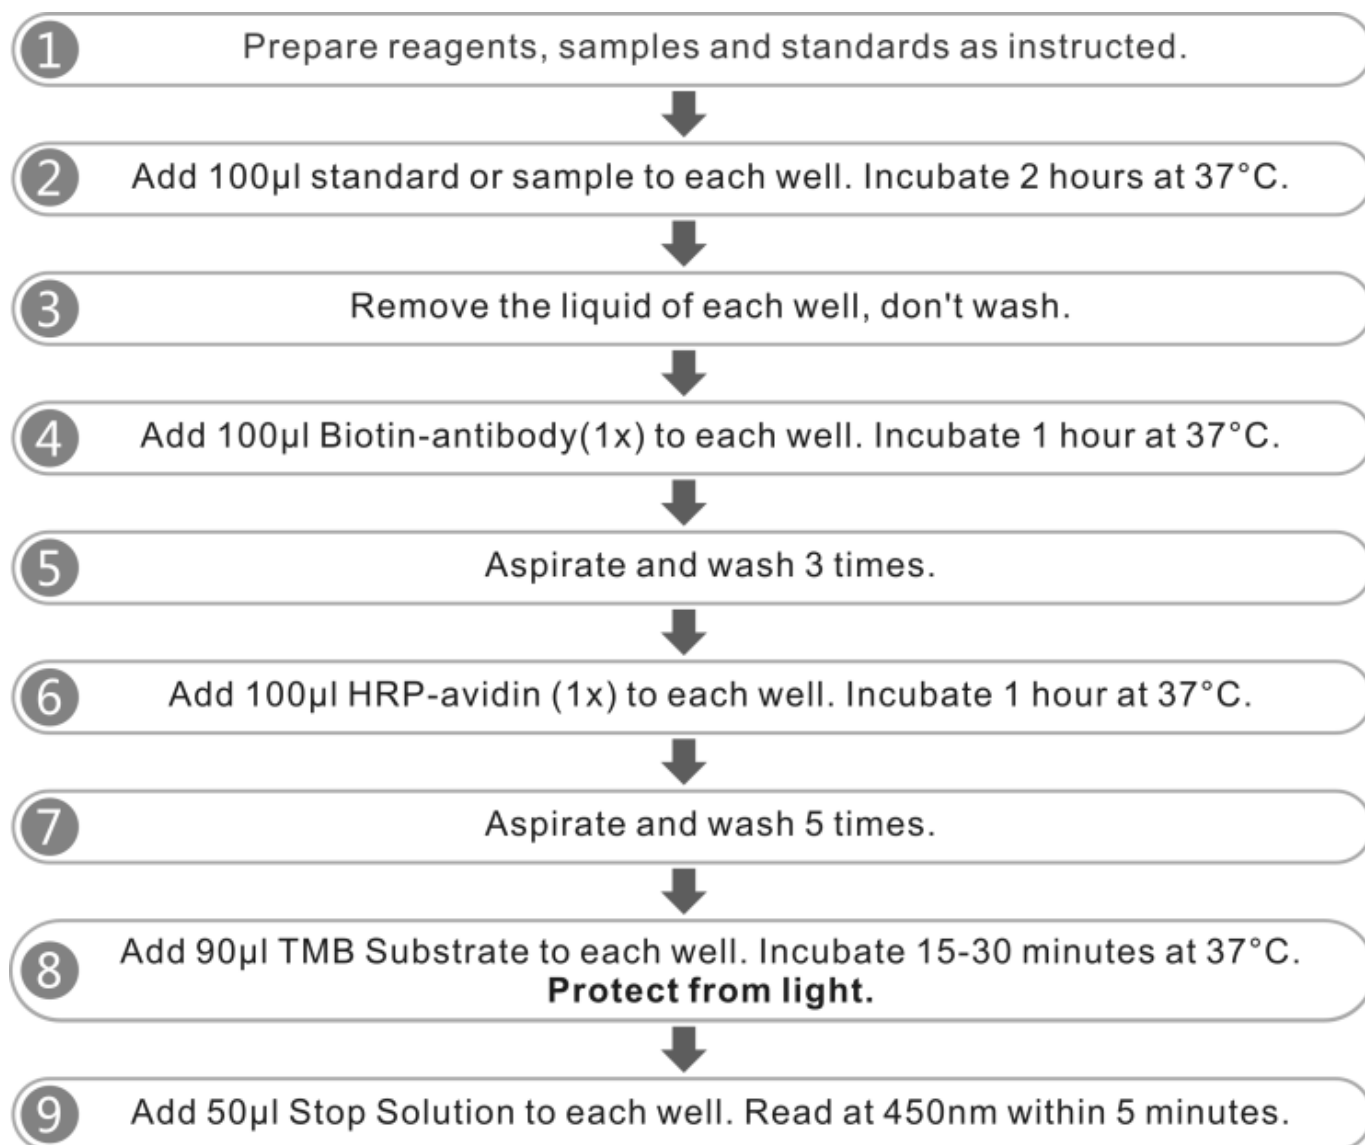 1 Prepare reagents, samples and standards as instructed.
2 Add 100µl standard or sample to each well. Incubate 2 hours at 37°C.
3 Remove the liquid of each well, don't wash.
4 Add 100µl Biotin-antibody(1x) to each well. Incubate 1 hour at 37°C.
5 Aspirate and wash 3 times.
6 Add 100µl HRP-avidin (1x) to each well. Incubate 1 hour at 37°C.
7 Aspirate and wash 5 times.
8 Add 90µl TMB Substrate to each well. Incubate 15-30 minutes at 37°C.
Protect from light.
9 Add 50µl Stop Solution to each well. Read at 450nm within 5 minutes.